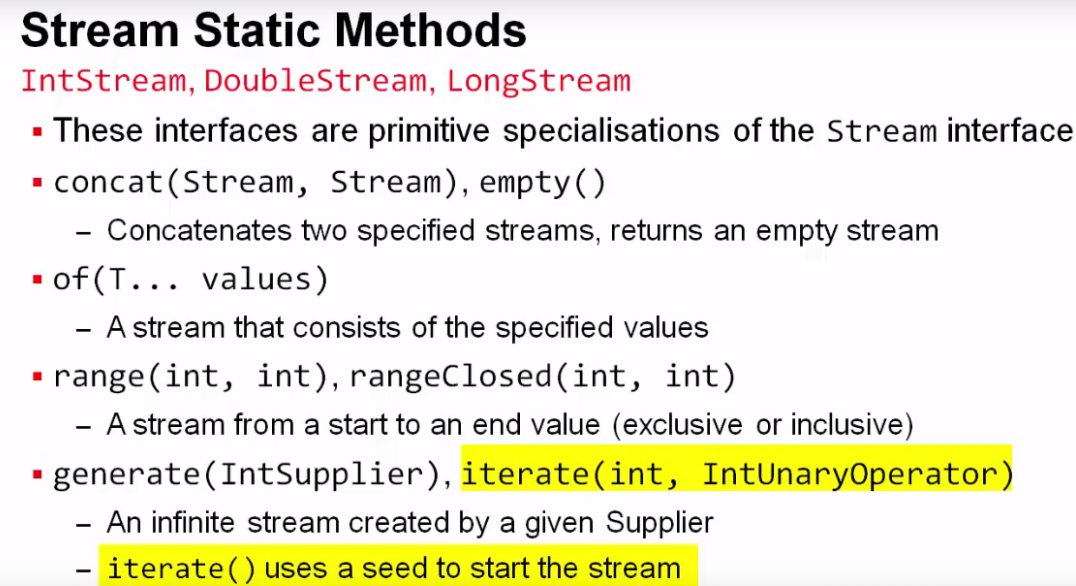 Stream Static Methods
IntStream, DoubleStream, LongStream
▪ These interfaces are primitive specialisations of the Stream interface
▪ concat(Stream, Stream), empty()
– Concatenates two specified streams, returns an empty stream
▪ of(T... values)
– A stream that consists of the specified values
▪ range(int, int), rangeClosed(int, int)
– A stream from a start to an end value (exclusive or inclusive)
▪ generate(IntSupplier), iterate(int, IntUnaryOperator)
– An infinite stream created by a given Supplier
– iterate() uses a seed to start the stream